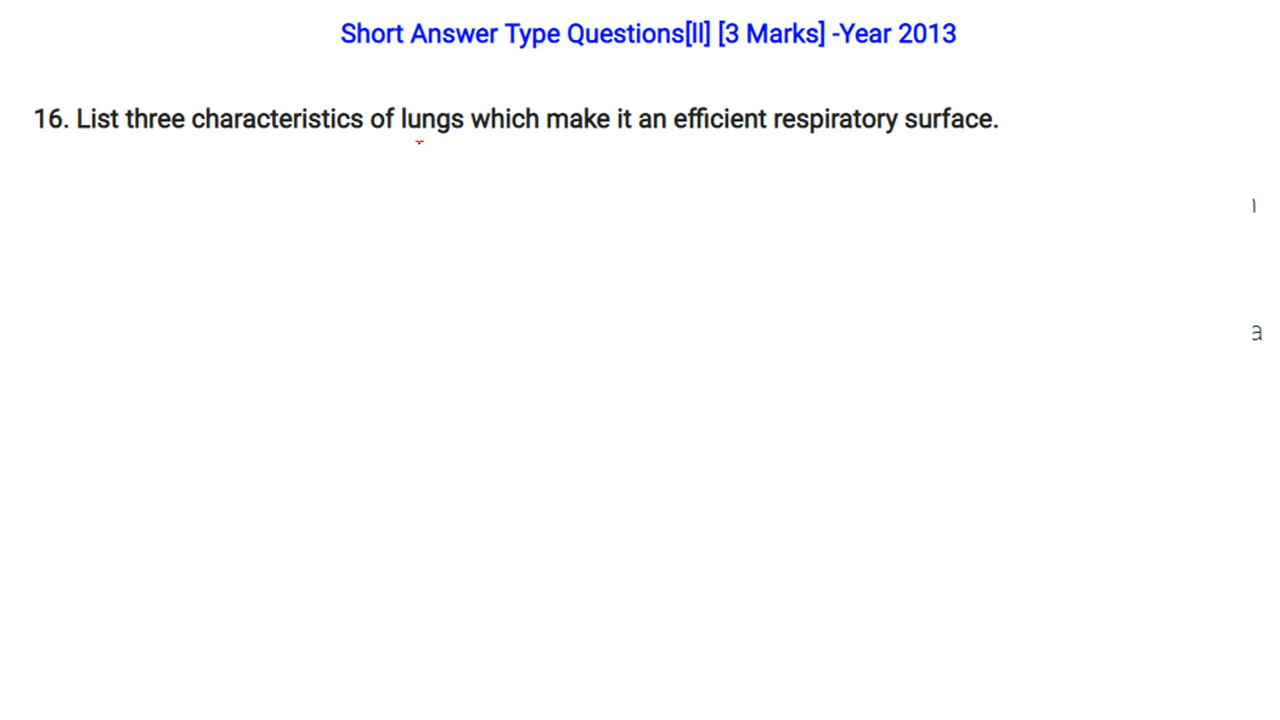 Short Answer Type Questions[II] [3 Marks] -Year 2013
16. List three characteristics of lungs which make it an efficient respiratory surface.
a